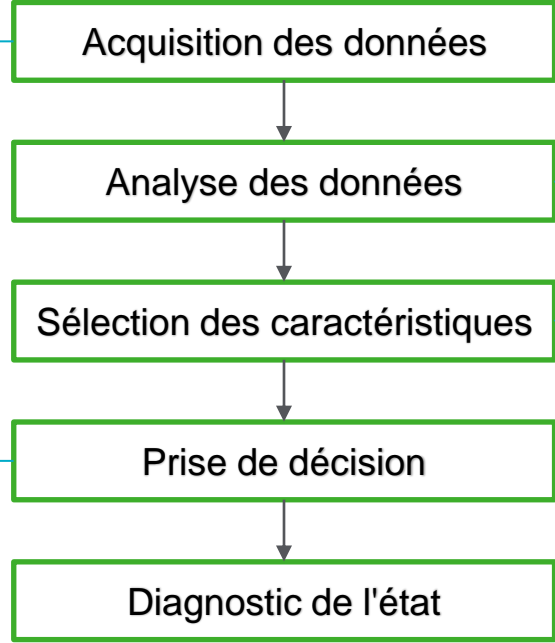 Acquisition des données
Analyse des données
Sélection des caractéristiques
Prise de décision
Diagnostic de l'état